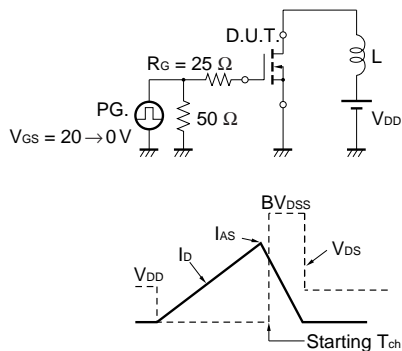 D.U.T.
RG = 25 Ω
L
PG.
50 Ω
VDD
VGS = 20 → 0 V
BVDSS
IAS
VDD
ID
VDS
Starting Tch